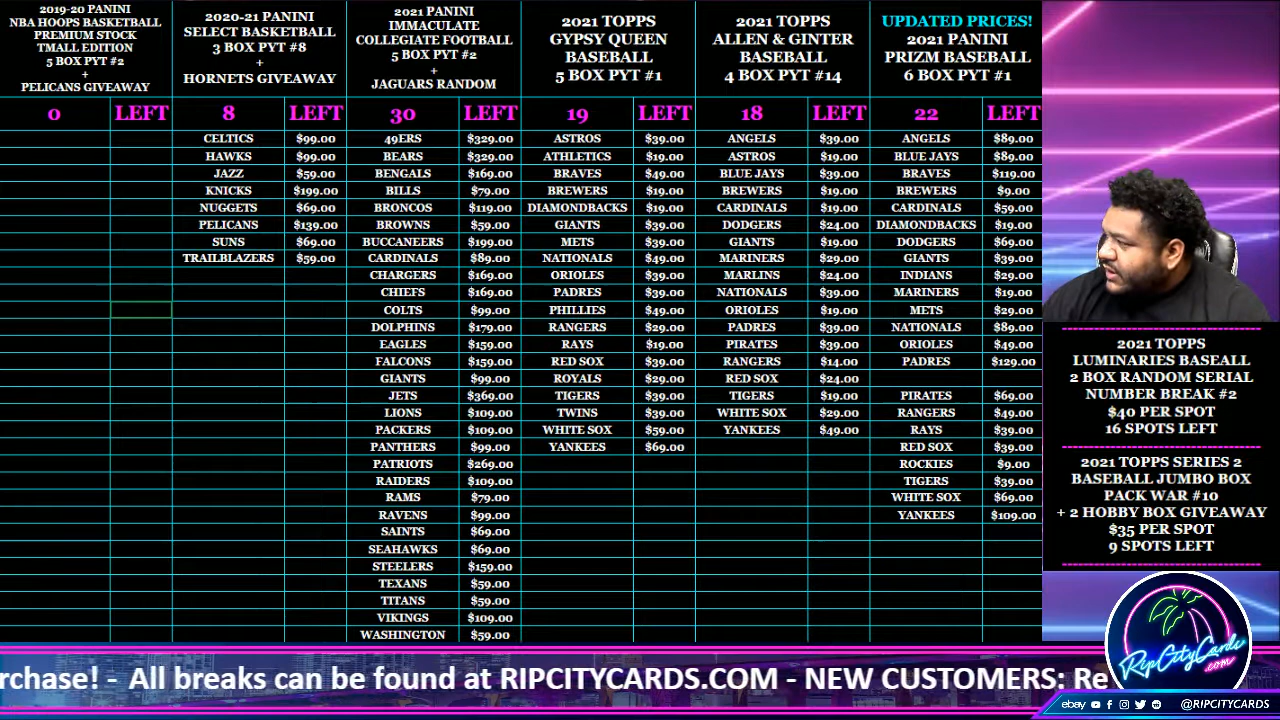 2019-20 PANINI
NBA HOOPS BASKETBALL
PREMIUM STOCK
TMALL EDITION
5 BOX PYT #2
+
PELICANS GIVEAWAY
0 LEFT
2020-21 PANINI
SELECT BASKETBALL
3 BOX PYT #8
+
HORNETS GIVEAWAY
8 LEFT
CELTICS $99.00
HAWKS $99.00
JAZZ $59.00
KNICKS $199.00
NUGGETS $69.00
PELICANS $139.00
SUNS $69.00
TRAILBLAZERS $59.00
2021 PANINI
IMMACULATE
COLLEGIATE FOOTBALL
5 BOX PYT #2
+
JAGUARS RANDOM
30 LEFT
49ERS $329.00
BEARS $329.00
BENGALS $169.00
BILLS $79.00
BRONCOS $119.00
BROWNS $59.00
BUCCANEERS $199.00
CARDINALS $89.00
CHARGERS $169.00
CHIEFS $169.00
COLTS $99.00
DOLPHINS $179.00
EAGLES $159.00
FALCONS $159.00
GIANTS $99.00
JETS $369.00
LIONS $109.00
PACKERS $109.00
PANTHERS $99.00
PATRIOTS $269.00
RAIDERS $109.00
RAMS $79.00
RAVENS $99.00
SAINTS $69.00
SEAHAWKS $69.00
STEELERS $159.00
TEXANS $59.00
TITANS $59.00
VIKINGS $109.00
WASHINGTON $59.00
2021 TOPPS
GYPSY QUEEN
BASEBALL
5 BOX PYT #1
19 LEFT
ASTROS $39.00
ATHLETICS $19.00
BRAVES $49.00
BREWERS $19.00
DIAMONDBACKS $19.00
GIANTS $39.00
METS $39.00
NATIONALS $49.00
ORIOLES $39.00
PADRES $39.00
PHILLIES $49.00
RANGERS $29.00
RAYS $19.00
RED SOX $39.00
ROYALS $29.00
TIGERS $39.00
TWINS $39.00
WHITE SOX $59.00
YANKEES $69.00
2021 TOPPS
ALLEN & GINTER
BASEBALL
4 BOX PYT #14
18 LEFT
ANGELS $39.00
ASTROS $19.00
BLUE JAYS $39.00
BREWERS $19.00
CARDINALS $19.00
DODGERS $24.00
GIANTS $19.00
MARINERS $29.00
MARLINS $24.00
NATIONALS $39.00
ORIOLES $19.00
PADRES $39.00
PIRATES $39.00
RANGERS $14.00
RED SOX $24.00
TIGERS $19.00
WHITE SOX $29.00
YANKEES $49.00
UPDATED PRICES!
2021 PANINI
PRIZM BASEBALL
6 BOX PYT #1
22 LEFT
ANGELS $89.00
BLUE JAYS $89.00
BRAVES $119.00
BREWERS $9.00
CARDINALS $59.00
DIAMONDBACKS $19.00
DODGERS $69.00
GIANTS $39.00
INDIANS $29.00
MARINERS $19.00
METS $29.00
NATIONALS $89.00
ORIOLES $49.00
PADRES $129.00
PIRATES $69.00
RANGERS $49.00
RAYS $39.00
RED SOX $39.00
ROCKIES $9.00
TIGERS $39.00
WHITE SOX $69.00
YANKEES $109.00
2021 TOPPS
LUMINARIES BASEALL
2 BOX RANDOM SERIAL
NUMBER BREAK #2
$40 PER SPOT
16 SPOTS LEFT
2021 TOPPS SERIES 2
BASEBALL JUMBO BOX
PACK WAR #10
+ 2 HOBBY BOX GIVEAWAY
$35 PER SPOT
9 SPOTS LEFT
rchase! - All breaks can be found at RIPCITYCARDS.COM - NEW CUSTOMERS: Re
RipCityCards
.com
ebay @RIPCITYCARDS